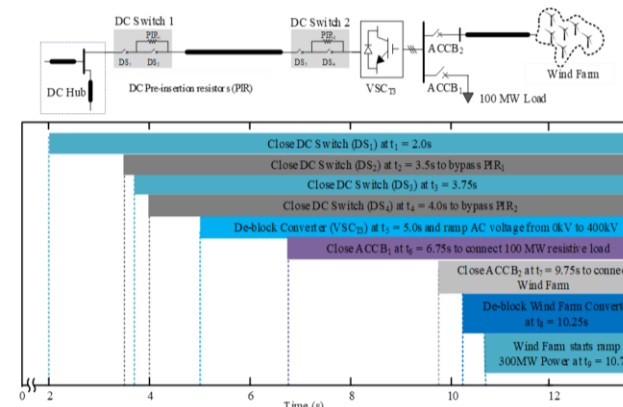 DC Switch 1
DC Switch 2
PIR
PIR
DS₁ DS₂
DS₃ DS₄
DC Hub
DC Pre-insertion resistors (PIR)
VSC_T3
ACCB₂
ACCB₁
Wind Farm
100 MW Load
Close DC Switch (DS₁) at t₁ = 2.0s
Close DC Switch (DS₂) at t₂ = 3.5s to bypass PIR₁
Close DC Switch (DS₃) at t₃ = 3.75s
Close DC Switch (DS₄) at t₄ = 4.0s to bypass PIR₂
De-block Converter (VSC_T3) at t₅ = 5.0s and ramp AC voltage from 0kV to 400kV
Close ACCB₁ at t₆ = 6.75s to connect 100 MW resistive load
Close ACCB₂ at t₇ = 9.75s to conne
Wind Farm
De-block Wind Farm Convert
at t₈ = 10.25s
Wind Farm starts ramp
300MW Power at t₉ = 10.7
0 2 4 6 8 10 12
Time (s)